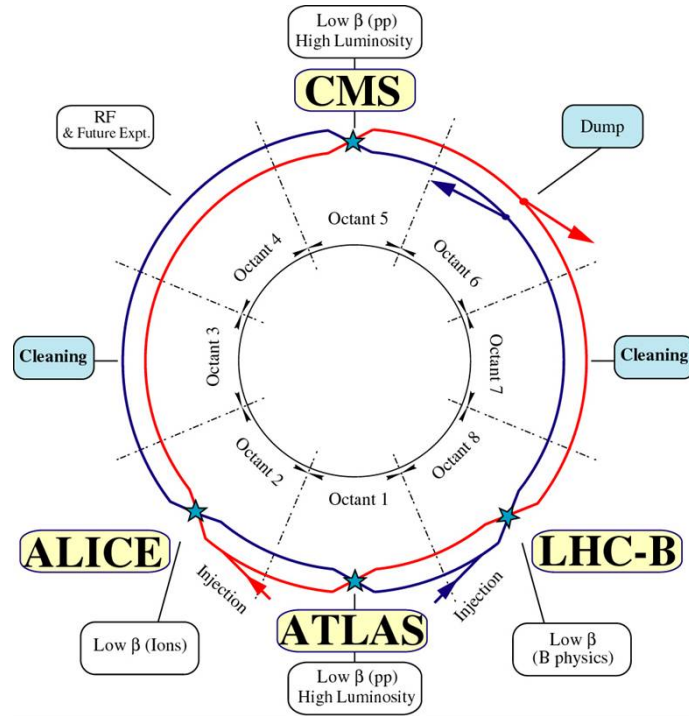 Low β (pp)
High Luminosity
CMS
RF
& Future Expt.
Dump
Octant 5
Octant 4
Octant 6
Octant 3
Octant 7
Cleaning
Cleaning
Octant 2
Octant 8
Octant 1
ALICE
LHC-B
Injection
Injection
ATLAS
Low β (Ions)
Low β
(B physics)
Low β (pp)
High Luminosity